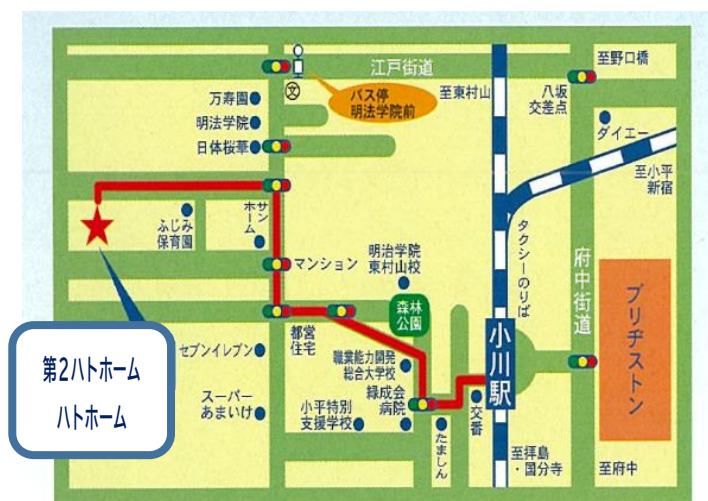 江戸街道
至東村山
至野口橋
八坂
交差点
文
バス停
明法学院前
万寿園
明法学院
日体桜華
ダイエー
至小平
新宿
ふじみ
保育園
サン
ホーム
マンション
明治学院
東村山校
タクシーのりば
府中街道
ブリヂストン
森林
公園
小川駅
都営
住宅
第2ハトホーム
ハトホーム
セブンイレブン
職業能力開発
総合大学校
スーパー
あまいけ
小平特別
支援学校
緑成会
病院
たましん
交番
至拝島
・国分寺
至府中